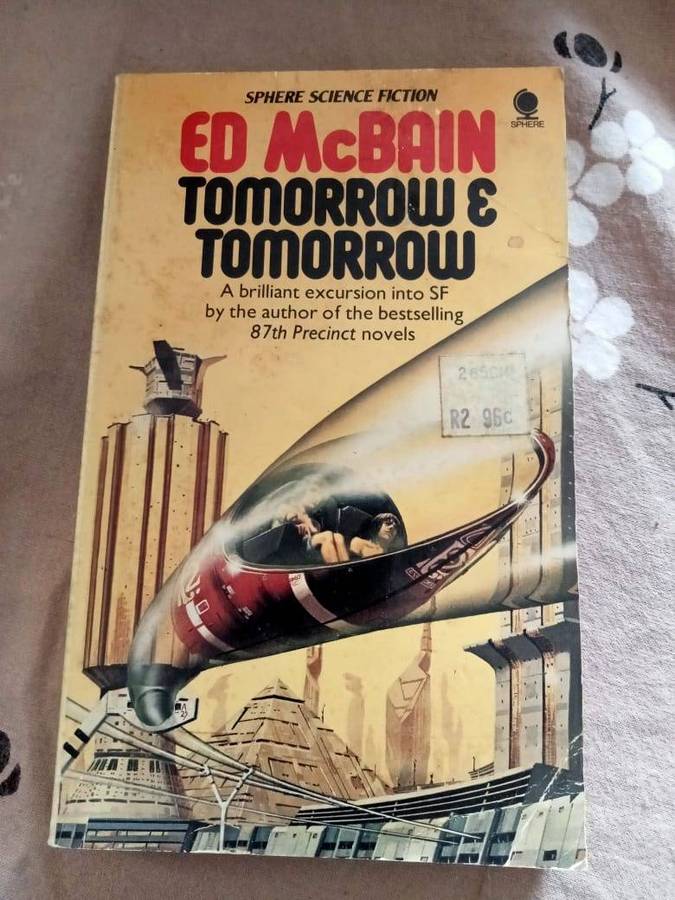 SPHERE SCIENCE FICTION
SPHERE
ED McBAIN
TOMORROW &
TOMORROW
A brilliant excursion into SF
by the author of the bestselling
87th Precinct novels
R2 96c